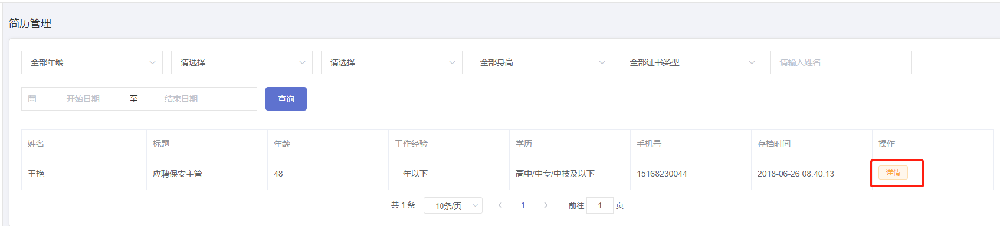 简历管理
全部年龄 请选择 请选择 全部身高 全部证书类型 请输入姓名
开始日期 至 结束日期 查询
姓名 标题 年龄 工作经验 学历 手机号 存档时间 操作
王艳 应聘保安主管 48 一年以下 高中/中专/中技及以下 15168230044 2018-06-26 08:40:13 详情
共 1 条 10条/页 1 前往 1 页